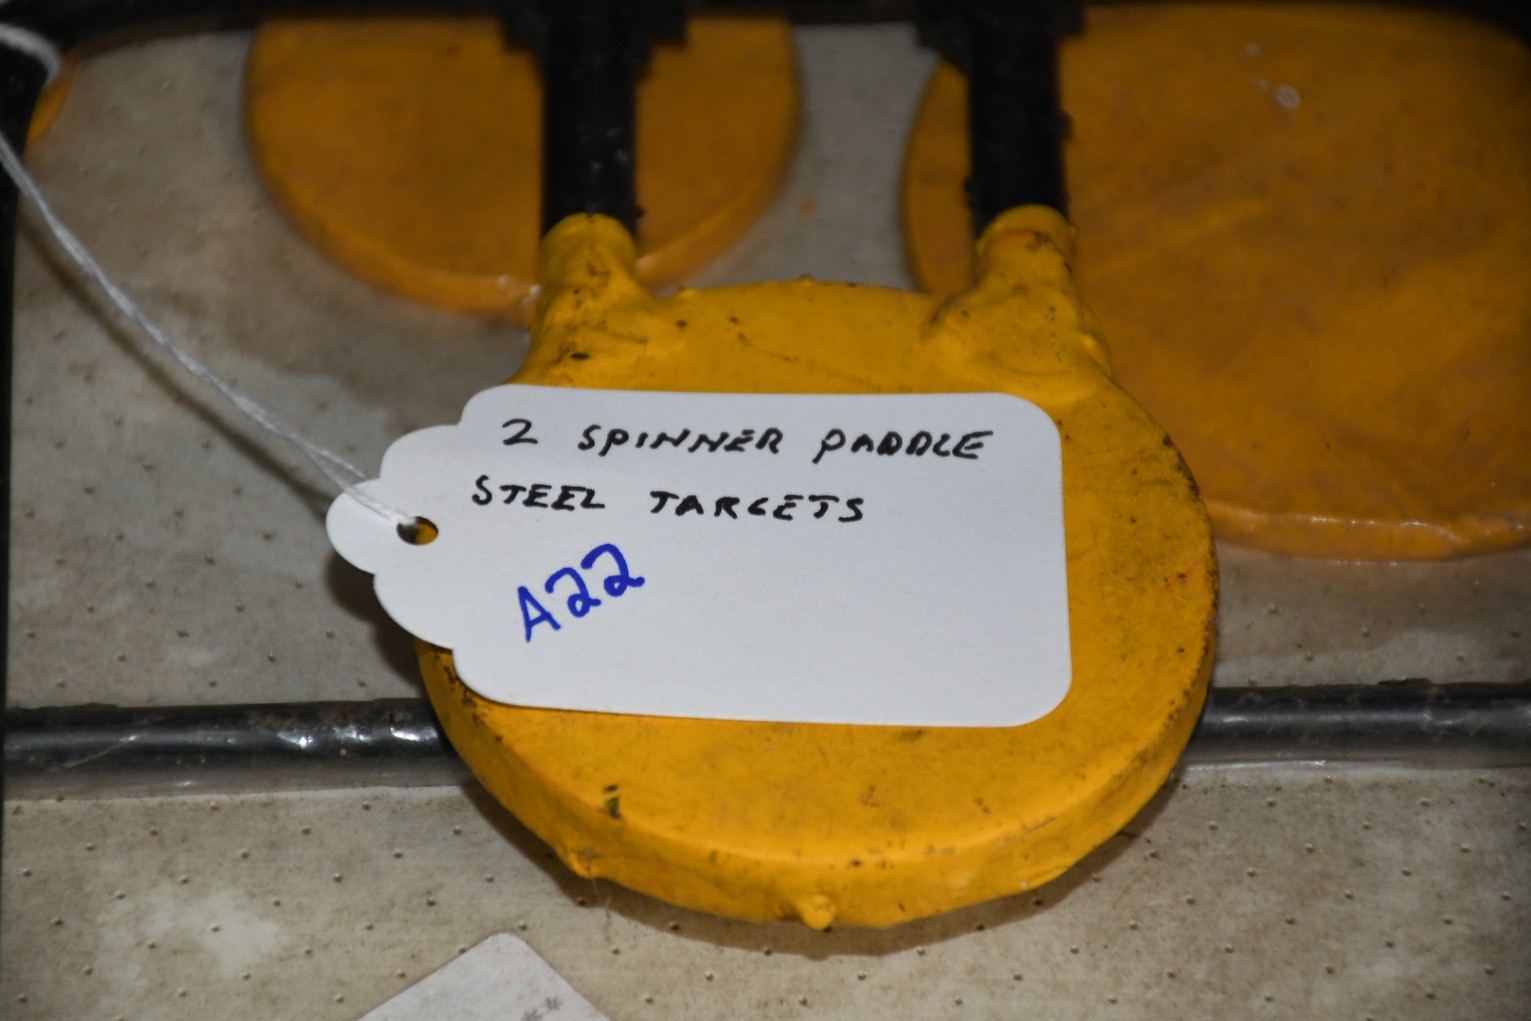 2 SPINNER PADDLE
STEEL TARGETS
A22
**